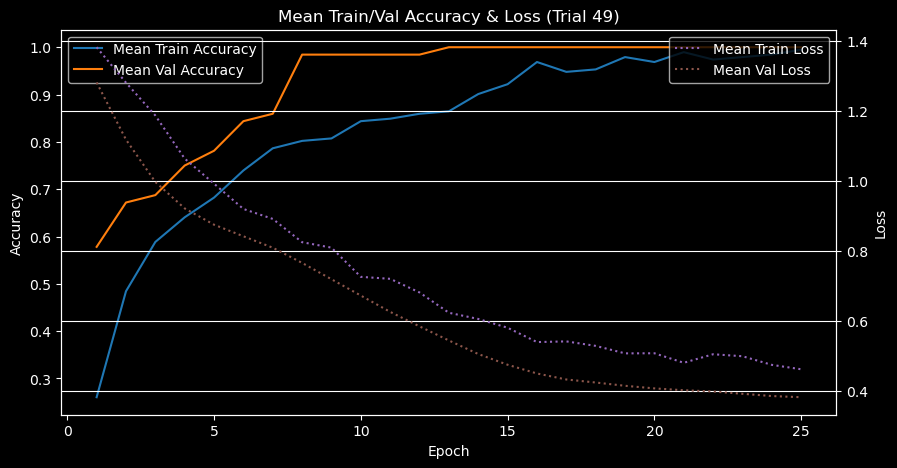 Mean Train/Val Accuracy & Loss (Trial 49)
Mean Train Accuracy
Mean Val Accuracy
Mean Train Loss
Mean Val Loss
1.0
0.9
0.8
0.7
0.6
0.5
0.4
0.3
Accuracy
1.4
1.2
1.0
0.8
0.6
0.4
Loss
0 5 10 15 20 25
Epoch